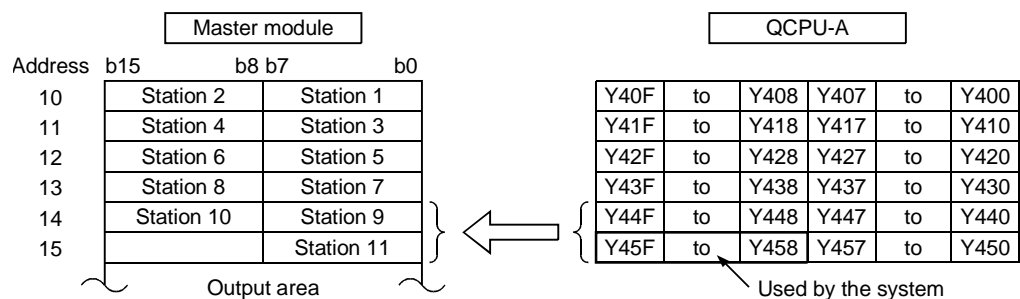 Master module QCPU-A
Address b15 b8 b7 b0
10 Station 2 Station 1 Y40F to Y408 Y407 to Y400
11 Station 4 Station 3 Y41F to Y418 Y417 to Y410
12 Station 6 Station 5 Y42F to Y428 Y427 to Y420
13 Station 8 Station 7 Y43F to Y438 Y437 to Y430
14 Station 10 Station 9 Y44F to Y448 Y447 to Y440
15 Station 11 Y45F to Y458 Y457 to Y450
Output area Used by the system